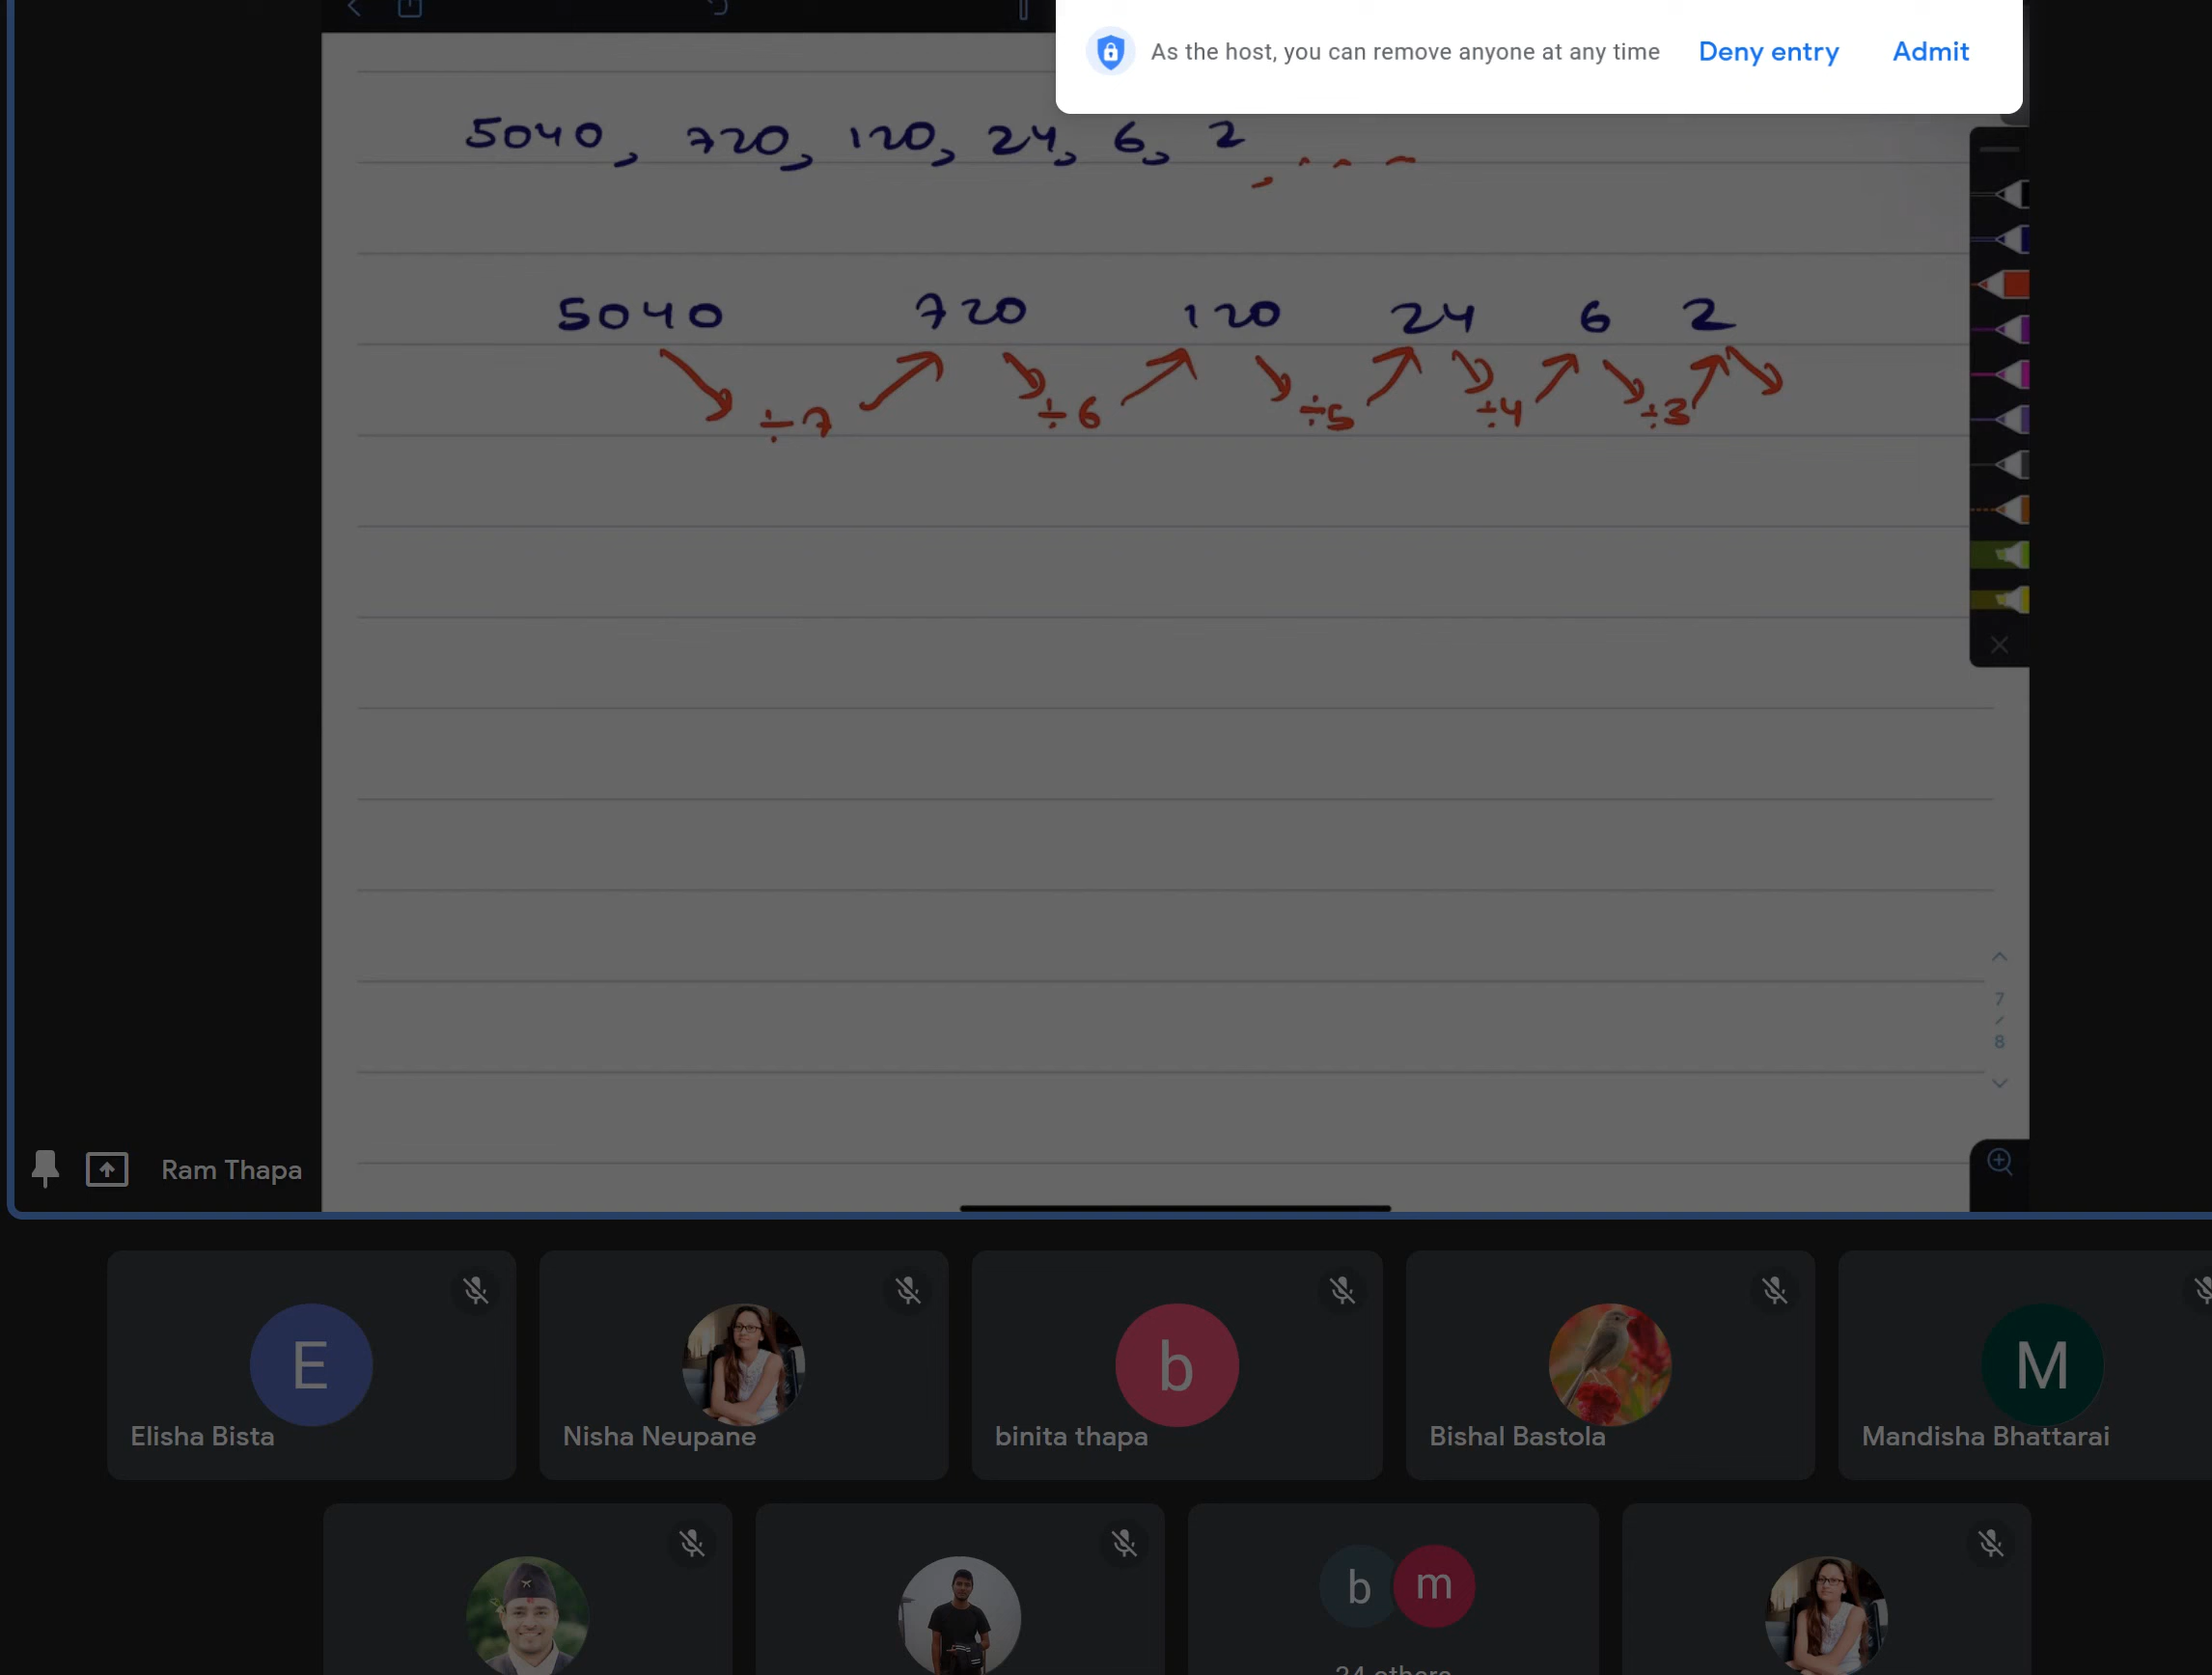 As the host, you can remove anyone at any time Deny entry Admit
5040, 720, 120, 24, 6, 2, - - -
5040 720 120 24 6 2
÷7 ÷6 ÷5 ÷4 ÷3
7
/
8
Ram Thapa
E
b
M
Elisha Bista
Nisha Neupane
binita thapa
Bishal Bastola
Mandisha Bhattarai
b m